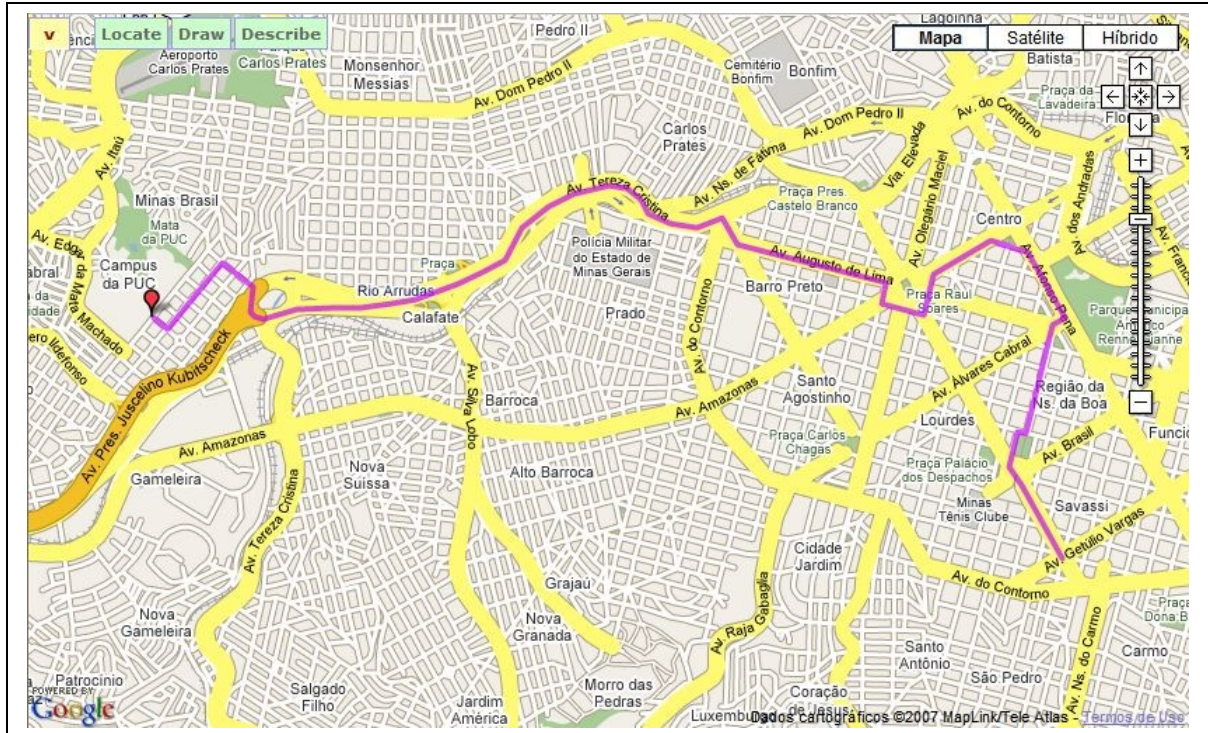 v
Locate
Draw
Describe
Mapa
Satélite
Híbrido
Lagoinha
Pedro II
Aeroporto
Carlos Prates
Carlos Prates
Monsenhor
Messias
Av. Dom Pedro II
Cemitério
Bonfim
Bonfim
Batista
Praça da
Lavadeira
Av. do Contorno
Av. Dom Pedro II
Carlos
Prates
Av. Itaú
Via. Elevada
Av. Ns. de Fátima
Av. Tereza Cristina
Av. Olegário Maciel
Av. dos Andradas
Minas Brasil
Mata
da PUC
Praça Pres.
Castelo Branco
Centro
Av. Francis
Polícia Militar
do Estado de
Minas Gerais
Av. Augusto de Lima
Av. Afonso Pena
Campus
da PUC
Praça
Rio Arrudas
Barro Preto
Praça Raul
Soares
Calafate
Prado
Av. do Contorno
Av. Álvares Cabral
Av. Pres. Juscelino Kubitscheck
Av. Silva Lobo
Santo
Agostinho
Região da
Ns. da Boa
Barroca
Av. Amazonas
Lourdes
Av. Brasil
Funcio
Av. Amazonas
Praça Carlos
Chagas
Praça Palácio
dos Despachos
Gameleira
Nova
Suissa
Alto Barroca
Minas
Tênis Clube
Savassi
Av. Tereza Cristina
Av. Getúlio Vargas
Cidade
Jardim
Av. do Contorno
Grajaú
Av. Raja Gabaglia
Nova
Gameleira
Nova
Granada
Praça
Dona B
Santo
Antônio
Carmo
Av. Ns. do Carmo
São Pedro
Patrocinio
Salgado
Filho
Morro das
Pedras
Coração
de Jesus
Jardim
América
POWERED BY
Google
Dados cartográficos ©2007 MapLink/Tele Atlas - Termos de Uso